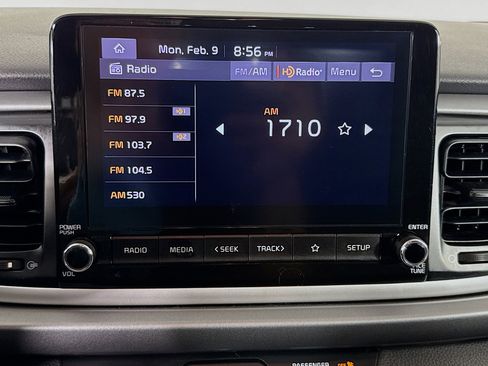 Mon, Feb. 9 8:56 PM
Radio FM/AM HD Radio Menu
FM 87.5
FM 97.9 HD1
FM 103.7 HD2
FM 104.5
AM 530
AM
1710
POWER
PUSH
VOL
RADIO MEDIA < SEEK TRACK > SETUP
ENTER
TUNE
PASSENGER